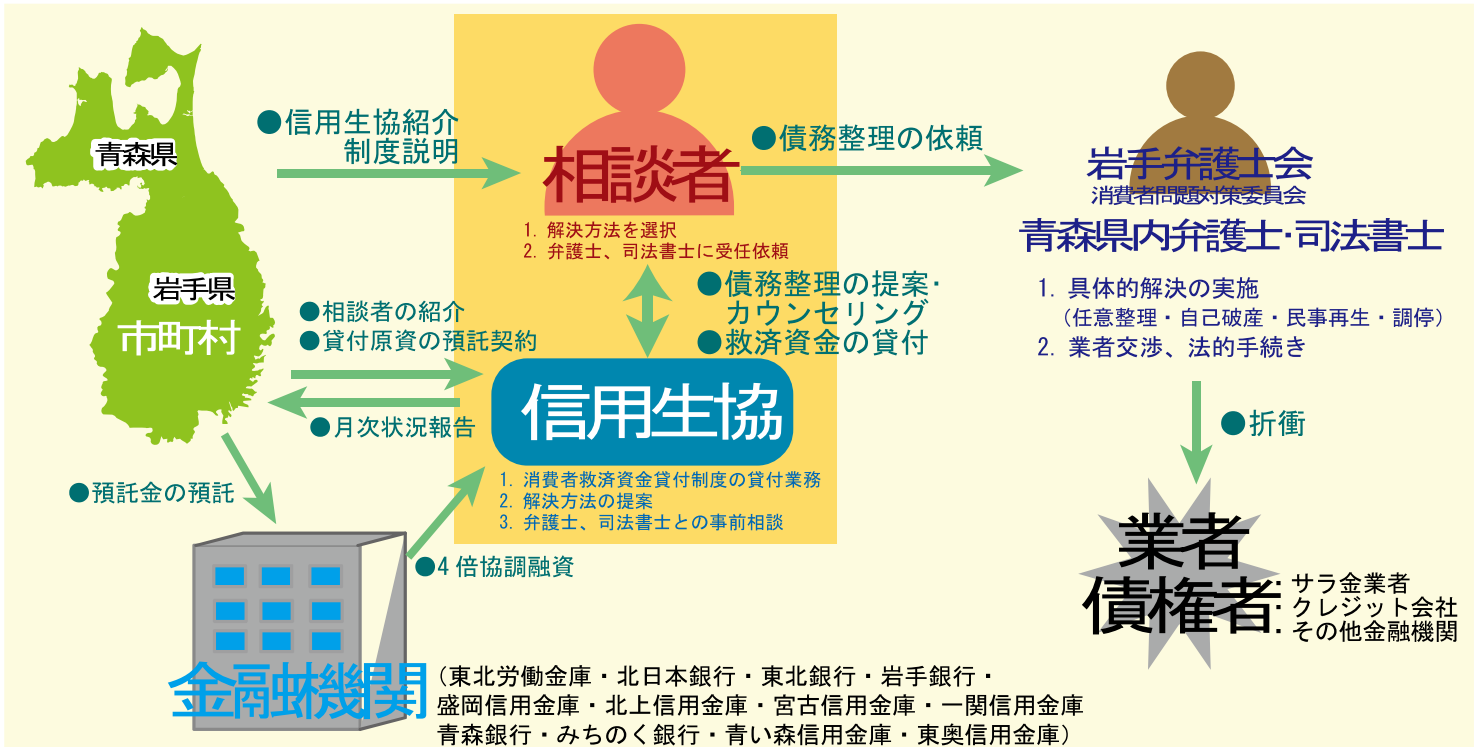 青森県
岩手県
市町村
●信用生協紹介
制度説明
相談者
1. 解決方法を選択
2. 弁護士、司法書士に受任依頼
●債務整理の依頼
岩手弁護士会
消費者問題対策委員会
青森県内弁護士・司法書士
1. 具体的解決の実施
（任意整理・自己破産・民事再生・調停）
2. 業者交渉、法的手続き
●相談者の紹介
●貸付原資の預託契約
●月次状況報告
●債務整理の提案・
カウンセリング
●救済資金の貸付
信用生協
1. 消費者救済資金貸付制度の貸付業務
2. 解決方法の提案
3. 弁護士、司法書士との事前相談
●折衝
●預託金の預託
●4倍協調融資
業者
債権者
・サラ金業者
・クレジット会社
・その他金融機関
金融機関
（東北労働金庫・北日本銀行・東北銀行・岩手銀行・
盛岡信用金庫・北上信用金庫・宮古信用金庫・一関信用金庫
青森銀行・みちのく銀行・青い森信用金庫・東奥信用金庫）